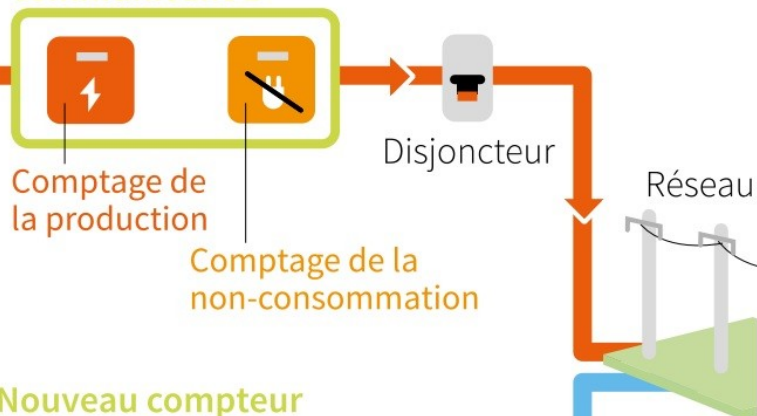 Disjoncteur
Réseau
Comptage de
la production
Comptage de la
non-consommation
Nouveau compteur